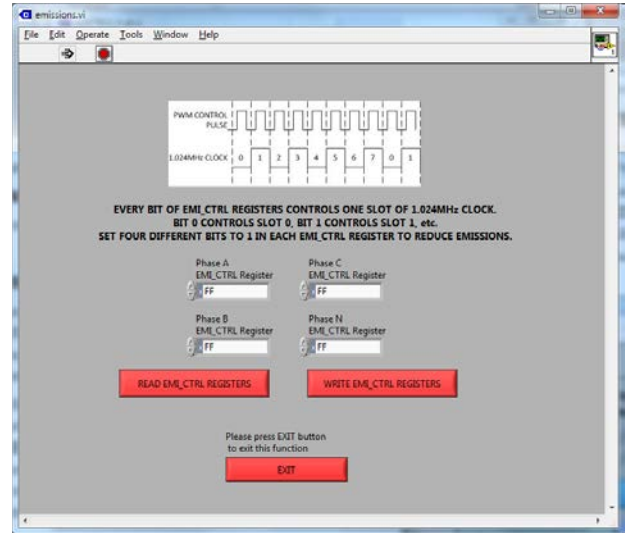 emissions.vi
File Edit Operate Tools Window Help
PWM CONTROL
PULSE
1.024MHz CLOCK 0 1 2 3 4 5 6 7 0 1
EVERY BIT OF EMI_CTRL REGISTERS CONTROLS ONE SLOT OF 1.024MHz CLOCK.
BIT 0 CONTROLS SLOT 0, BIT 1 CONTROLS SLOT 1, etc.
SET FOUR DIFFERENT BITS TO 1 IN EACH EMI_CTRL REGISTER TO REDUCE EMISSIONS.
Phase A
EMI_CTRL Register
x FF
Phase C
EMI_CTRL Register
x FF
Phase B
EMI_CTRL Register
x FF
Phase N
EMI_CTRL Register
x FF
READ EMI_CTRL REGISTERS
WRITE EMI_CTRL REGISTERS
Please press EXIT button
to exit this function
EXIT